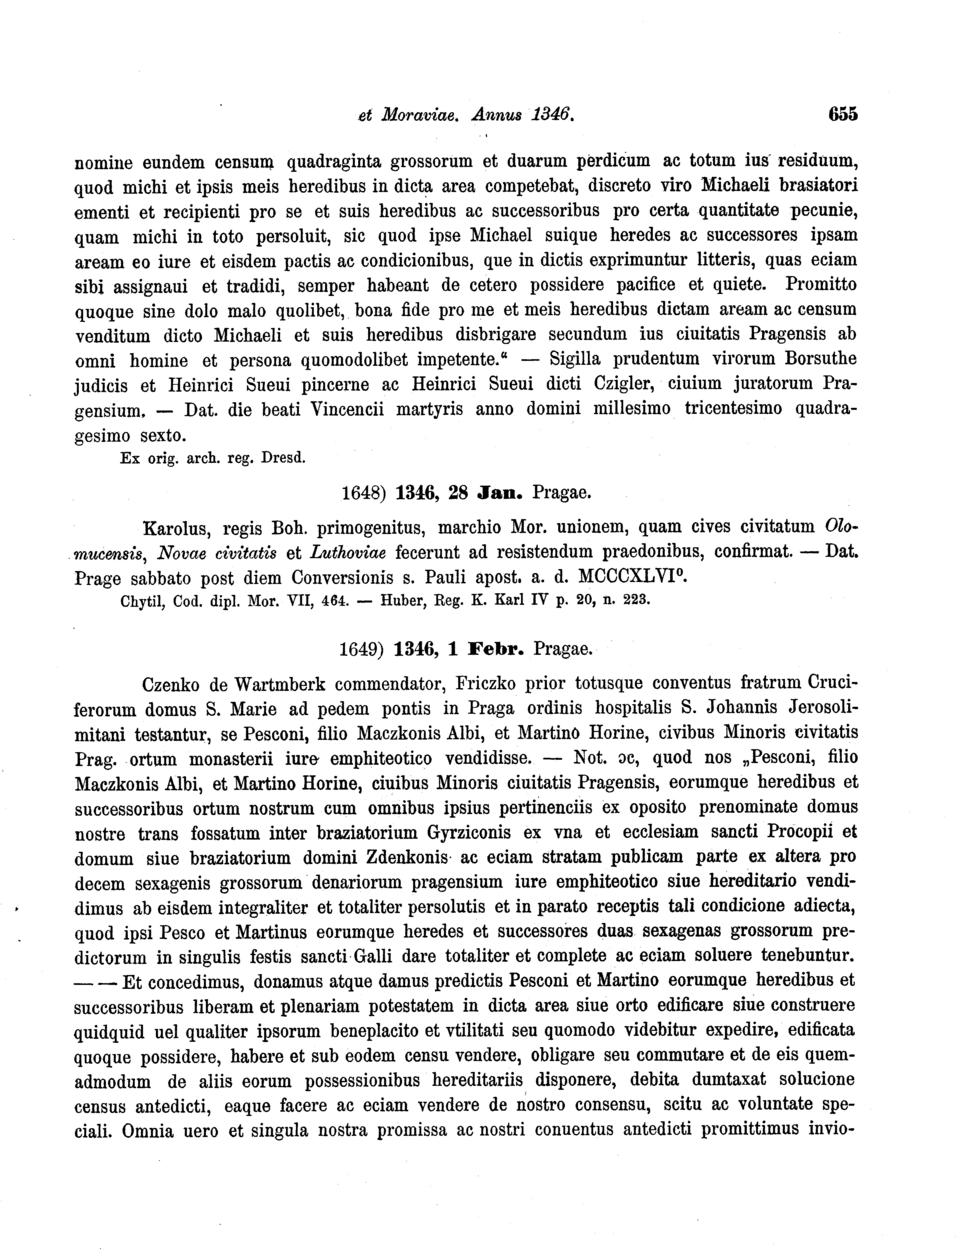 et Moraviae. Annus 1346. 655
nomine eundem censum quadraginta grossorum et duarum perdicum ac totum ius residuum,
quod michi et ipsis meis heredibus in dicta area competebat, discreto viro Michaeli brasiatori
ementi et recipienti pro se et suis heredibus ac successoribus pro certa quantitate pecunie,
quam michi in toto persoluit, sic quod ipse Michael suique heredes ac successores ipsam
aream eo iure et eisdem pactis ac condicionibus, que in dictis exprimuntur litteris, quas eciam
sibi assignaui et tradidi, semper habeant de cetero possidere pacifice et quiete. Promitto
quoque sine dolo malo quolibet, bona fide pro me et meis heredibus dictam aream ac censum
venditum dicto Michaeli et suis heredibus disbrigare secundum ius ciuitatis Pragensis ab
omni homine et persona quomodolibet impetente.“ — Sigilla prudentum virorum Borsuthe
judicis et Heinrici Sueui pincerne ac Heinrici Sueui dicti Czigler, ciuium juratorum Pra-
gensium. — Dat. die beati Vincencii martyris anno domini millesimo tricentesimo quadra-
gesimo sexto.
Ex orig. arch. reg. Dresd.
1648) 1346, 28 Jan. Pragae.
Karolus, regis Boh. primogenitus, marchio Mor. unionem, quam cives civitatum Olo-
mucensis, Novae civitatis et Luthoviae fecerunt ad resistendum praedonibus, confirmat. — Dat.
Prage sabbato post diem Conversionis s. Pauli apost. a. d. MCCCXLVI⁰.
Chytil, Cod. dipl. Mor. VII, 464. — Huber, Reg. K. Karl IV p. 20, n. 223.
1649) 1346, 1 Febr. Pragae.
Czenko de Wartmberk commendator, Friczko prior totusque conventus fratrum Cruci-
ferorum domus S. Marie ad pedem pontis in Praga ordinis hospitalis S. Johannis Jerosoli-
mitani testantur, se Pesconi, filio Maczkonis Albi, et Martino Horine, civibus Minoris civitatis
Prag. ortum monasterii iure emphiteotico vendidisse. — Not. ɔc, quod nos „Pesconi, filio
Maczkonis Albi, et Martino Horine, ciuibus Minoris ciuitatis Pragensis, eorumque heredibus et
successoribus ortum nostrum cum omnibus ipsius pertinenciis ex oposito prenominate domus
nostre trans fossatum inter braziatorium Gyrziconis ex vna et ecclesiam sancti Procopii et
domum siue braziatorium domini Zdenkonis ac eciam stratam publicam parte ex altera pro
decem sexagenis grossorum denariorum pragensium iure emphiteotico siue hereditario vendi-
dimus ab eisdem integraliter et totaliter persolutis et in parato receptis tali condicione adiecta,
quod ipsi Pesco et Martinus eorumque heredes et successores duas sexagenas grossorum pre-
dictorum in singulis festis sancti Galli dare totaliter et complete ac eciam soluere tenebuntur.
— — Et concedimus, donamus atque damus predictis Pesconi et Martino eorumque heredibus et
successoribus liberam et plenariam potestatem in dicta area siue orto edificare siue construere
quidquid uel qualiter ipsorum beneplacito et vtilitati seu quomodo videbitur expedire, edificata
quoque possidere, habere et sub eodem censu vendere, obligare seu commutare et de eis quem-
admodum de aliis eorum possessionibus hereditariis disponere, debita dumtaxat solucione
census antedicti, eaque facere ac eciam vendere de nostro consensu, scitu ac voluntate spe-
ciali. Omnia uero et singula nostra promissa ac nostri conuentus antedicti promittimus invio-